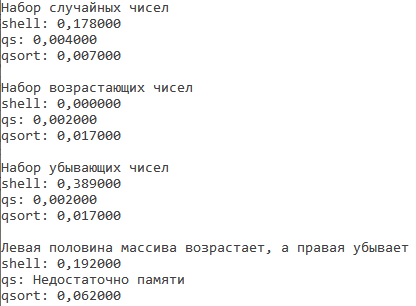 Набор случайных чисел
shell: 0,178000
qs: 0,004000
qsort: 0,007000
Набор возрастающих чисел
shell: 0,000000
qs: 0,002000
qsort: 0,017000
Набор убывающих чисел
shell: 0,389000
qs: 0,002000
qsort: 0,017000
Левая половина массива возрастает, а правая убывает
shell: 0,192000
qs: Недостаточно памяти
qsort: 0,062000